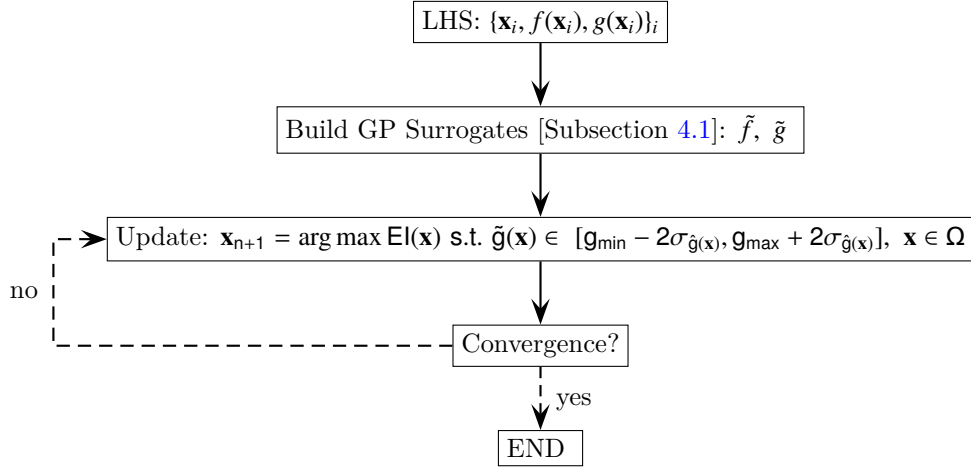 LHS: {𝐱ᵢ, f(𝐱ᵢ), g(𝐱ᵢ)}ᵢ
Build GP Surrogates [Subsection 4.1]: f̃, g̃
Update: 𝐱ₙ₊₁ = arg max EI(𝐱) s.t. g̃(𝐱) ∈ [g_min − 2σ_ĝ(𝐱), g_max + 2σ_ĝ(𝐱)], 𝐱 ∈ Ω
no
Convergence?
yes
END